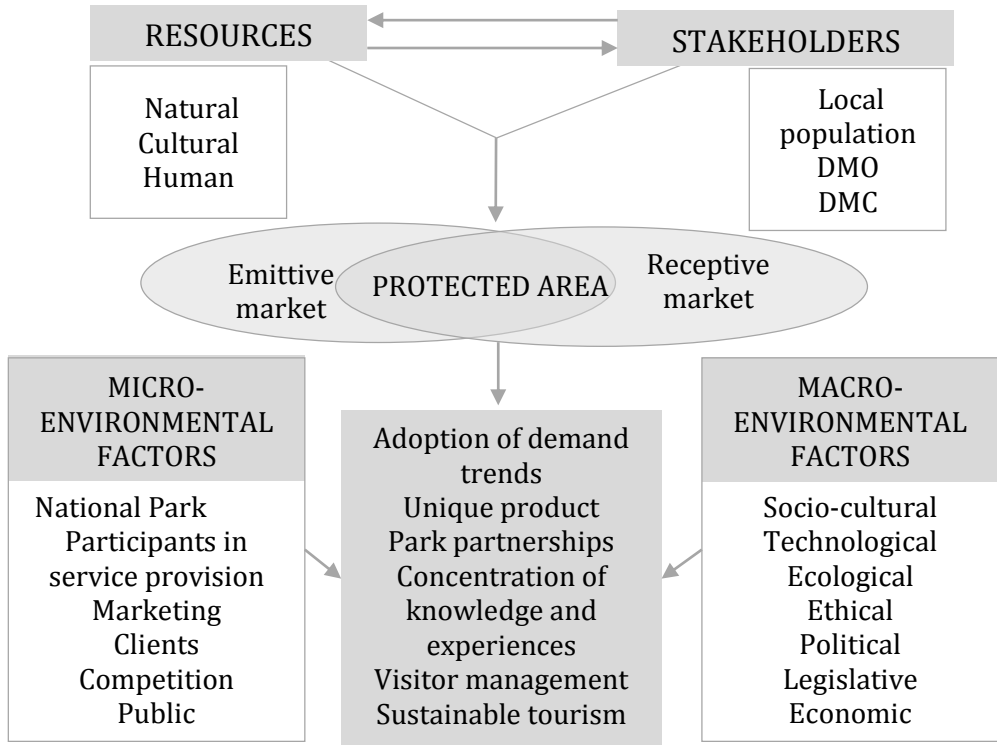 RESOURCES
STAKEHOLDERS
Natural
Cultural
Human
Local
population
DMO
DMC
Emittive
market
PROTECTED AREA
Receptive
market
MICRO-
ENVIRONMENTAL
FACTORS
National Park
Participants in
service provision
Marketing
Clients
Competition
Public
Adoption of demand
trends
Unique product
Park partnerships
Concentration of
knowledge and
experiences
Visitor management
Sustainable tourism
MACRO-
ENVIRONMENTAL
FACTORS
Socio-cultural
Technological
Ecological
Ethical
Political
Legislative
Economic